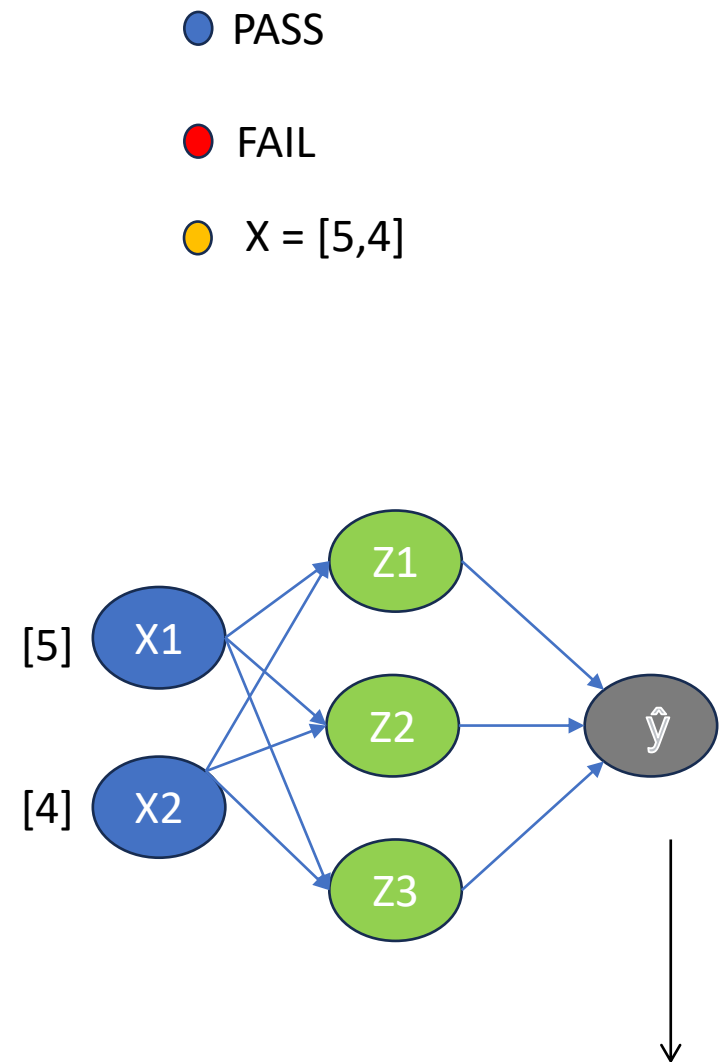 PASS
FAIL
X = [5,4]
Z1
[5] X1
Z2
ŷ
[4] X2
Z3